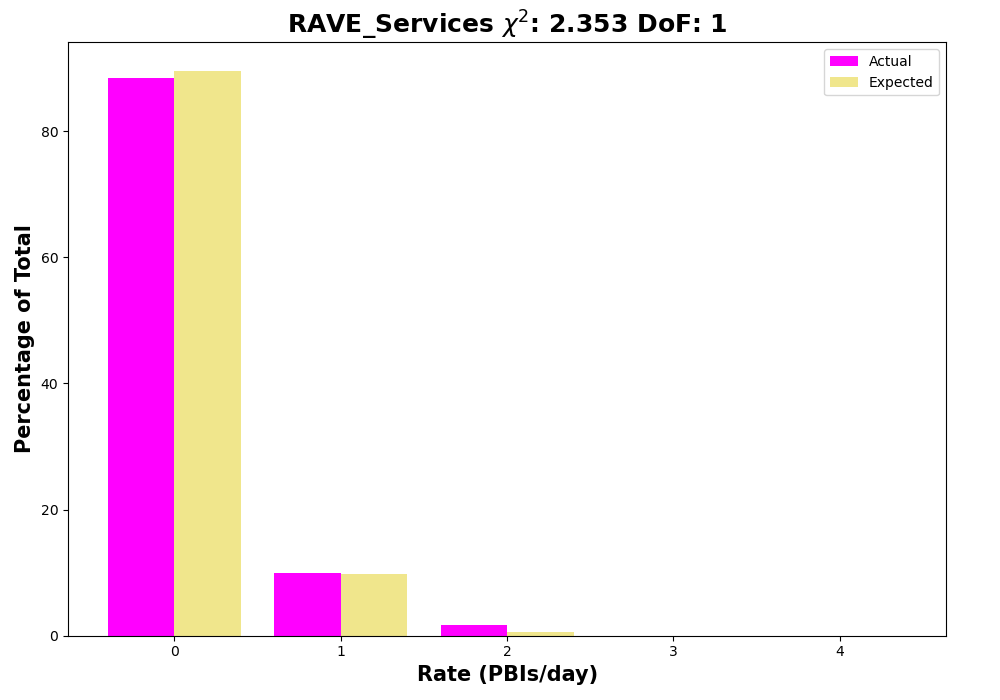 RAVE_Services χ²: 2.353 DoF: 1
Actual
Expected
Percentage of Total
80
60
40
20
0
0 1 2 3 4
Rate (PBIs/day)